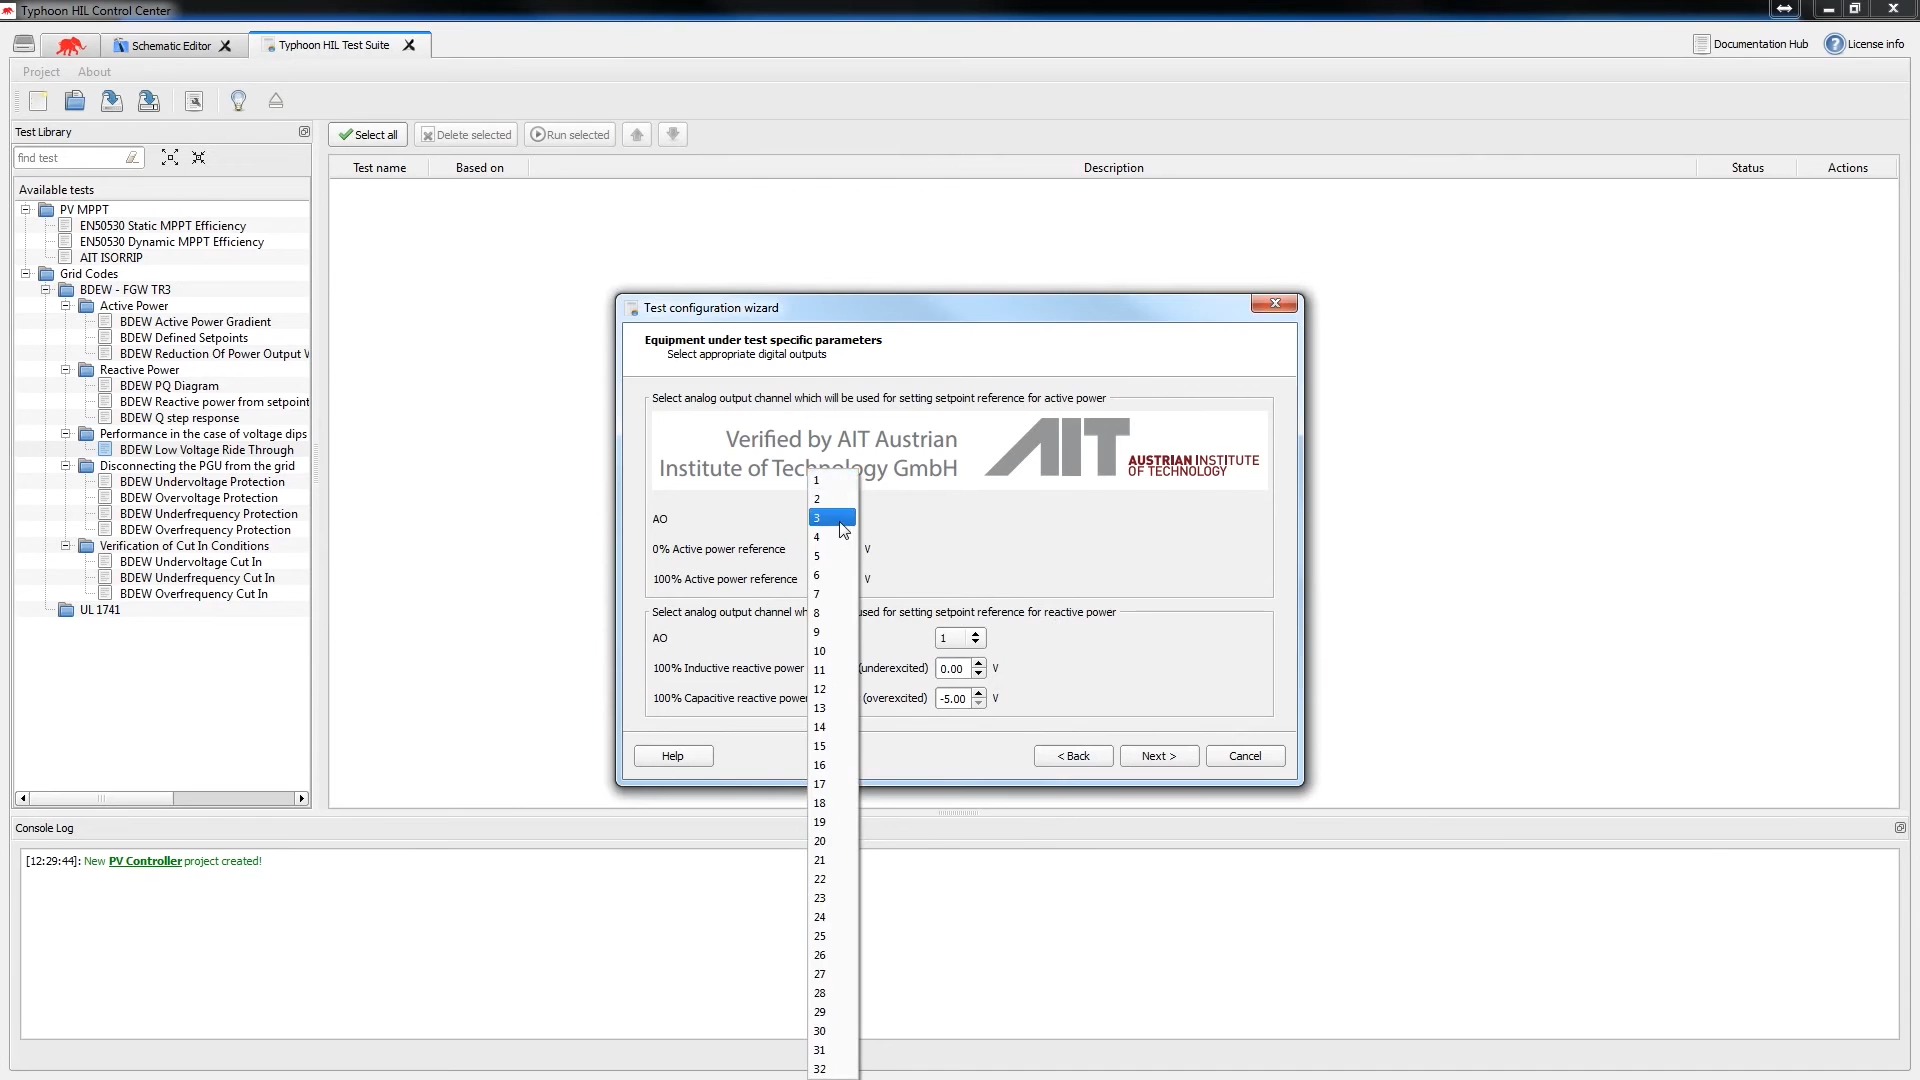 Typhoon HIL Control Center
Schematic Editor
Typhoon HIL Test Suite
Documentation Hub
License info
Project About
Test Library
Select all
Delete selected
Run selected
find test
Test name
Based on
Description
Status
Actions
Available tests
PV MPPT
EN50530 Static MPPT Efficiency
EN50530 Dynamic MPPT Efficiency
AIT ISORRIP
Grid Codes
BDEW - FGW TR3
Active Power
BDEW Active Power Gradient
BDEW Defined Setpoints
BDEW Reduction Of Power Output
Reactive Power
BDEW PQ Diagram
BDEW Reactive power from setpoint
BDEW Q step response
Performance in the case of voltage dips
BDEW Low Voltage Ride Through
Disconnecting the PGU from the grid
BDEW Undervoltage Protection
BDEW Overvoltage Protection
BDEW Underfrequency Protection
BDEW Overfrequency Protection
Verification of Cut In Conditions
BDEW Undervoltage Cut In
BDEW Underfrequency Cut In
BDEW Overfrequency Cut In
UL 1741
Test configuration wizard
Equipment under test specific parameters
Select appropriate digital outputs
Select analog output channel which will be used for setting setpoint reference for active power
Verified by AIT Austrian
Institute of Technology GmbH
AIT
AUSTRIAN INSTITUTE
OF TECHNOLOGY
AO
0% Active power reference
V
100% Active power reference
V
Select analog output channel wh
used for setting setpoint reference for reactive power
AO
1
100% Inductive reactive power
(underexcited)
0.00
V
100% Capacitive reactive power
(overexcited)
-5.00
V
Help
< Back
Next >
Cancel
1
2
3
4
5
6
7
8
9
10
11
12
13
14
15
16
17
18
19
20
21
22
23
24
25
26
27
28
29
30
31
32
Console Log
[12:29:44]: New PV Controller project created!